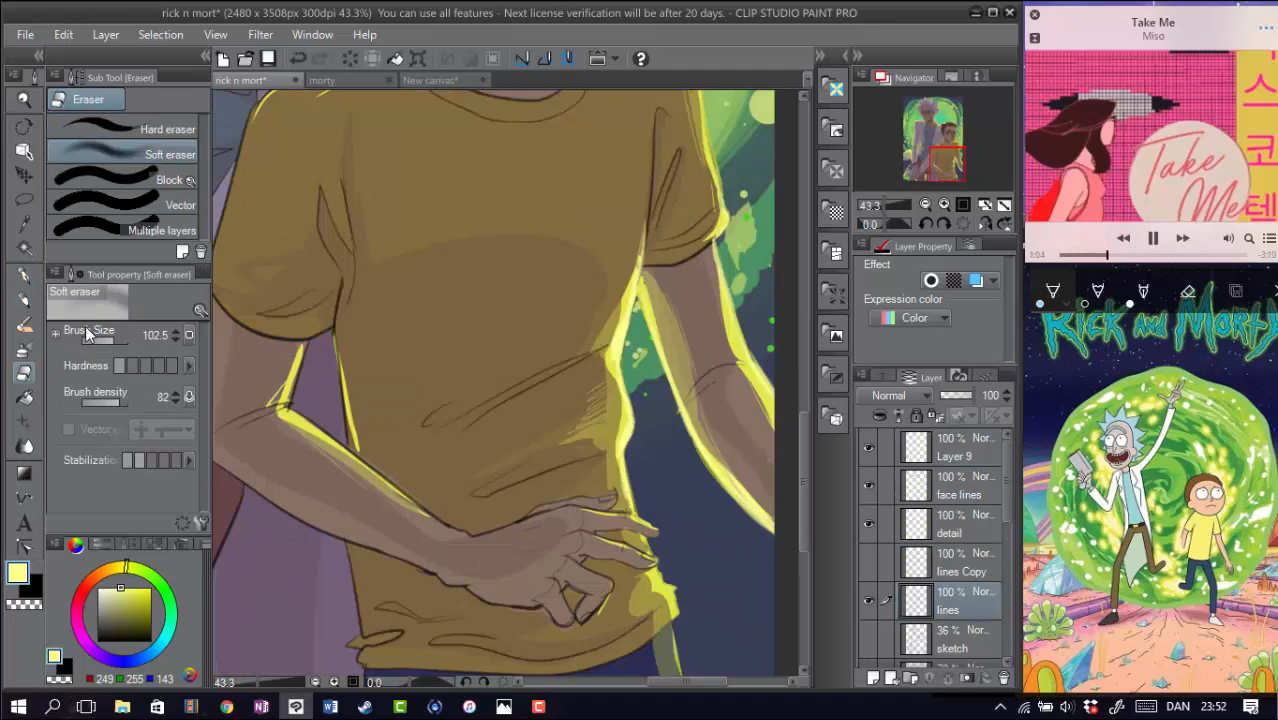 rick n mort* (2480 x 3508px 300dpi 43.3%)  You can use all features - Next license verification will be after 20 days. - CLIP STUDIO PAINT PRO
File Edit Layer Selection View Filter Window Help
Sub Tool (Eraser)
rick n mort*
morty
New canvas*
Eraser
Hard eraser
Soft eraser
Block
Vector
Multiple layers
Tool property (Soft eraser)
Soft eraser
Brush Size 102.5
Hardness
Brush density 82
Vector
Stabilization
249 255 143
43.3 0.0
Navigator
43.3
0.0
Layer Property
Effect
Expression color
Color
Layer
Normal 100
100 % Nor...
Layer 9
100 % Nor...
face lines
100 % Nor...
detail
100 % Nor...
lines Copy
100 % Nor...
lines
36 % Nor...
sketch
Take Me
Miso
스
코
텐
Take
Me
1:04 -3:19
RICK AND MORTY
DAN 23:52